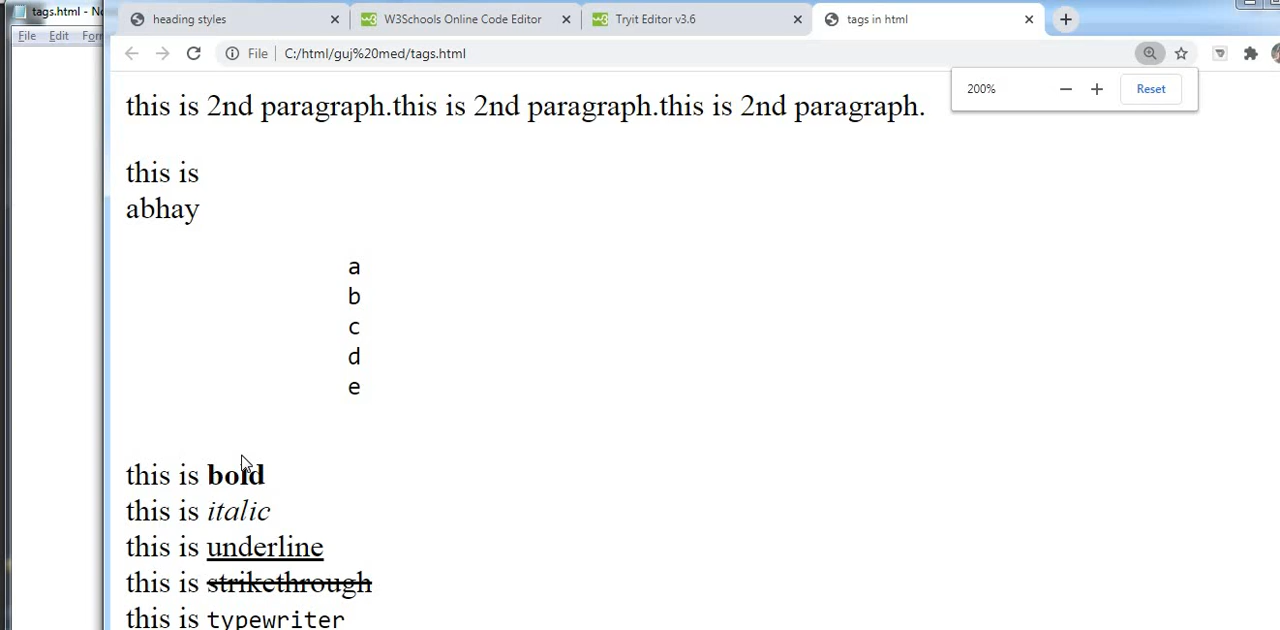 tags.html - No
File Edit Form
heading styles
W3Schools Online Code Editor
Tryit Editor v3.6
tags in html
File C:/html/guj%20med/tags.html
200% − + Reset
this is 2nd paragraph.this is 2nd paragraph.this is 2nd paragraph.
this is
abhay
a
b
c
d
e
this is bold
this is italic
this is underline
this is strikethrough
this is typewriter